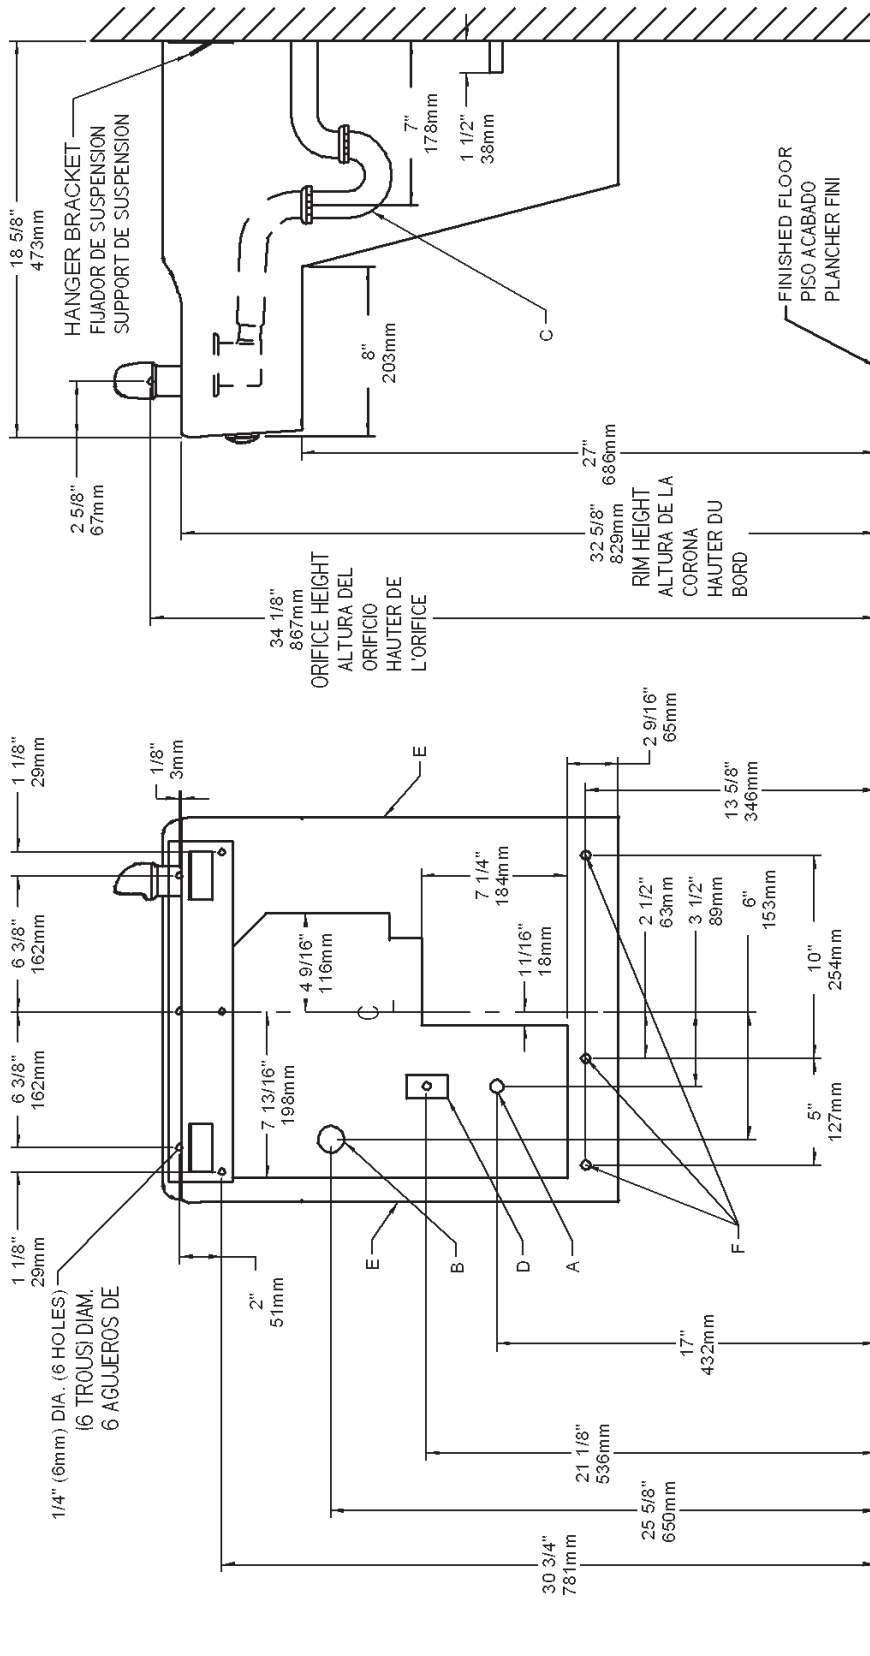 18 5/8"
473mm
HANGER BRACKET
FIJADOR DE SUSPENSION
SUPPORT DE SUSPENSION
2 5/8"
67mm
7"
178mm
1 1/2"
38mm
8"
203mm
C
FINISHED FLOOR
PISO ACABADO
PLANCHER FINI
27"
686mm
32 5/8"
829mm
RIM HEIGHT
ALTURA DE LA
CORONA
HAUTER DU
BORD
34 1/8"
867mm
ORIFICE HEIGHT
ALTURA DEL
ORIFICIO
HAUTER DE
L'ORIFICE
1 1/8"
29mm
6 3/8"
162mm
6 3/8"
162mm
1 1/8"
29mm
1/8"
3mm
1/4" (6mm) DIA. (6 HOLES)
(6 TROUS) DIAM.
6 AGUJEROS DE
2"
51mm
E
4 9/16"
116mm
7 13/16"
198mm
CL
7 1/4"
184mm
11/16"
18mm
2 9/16"
65mm
13 5/8"
346mm
2 1/2"
63mm
3 1/2"
89mm
6"
153mm
10"
254mm
5"
127mm
E
B
D
A
F
17"
432mm
21 1/8"
536mm
25 5/8"
650mm
30 3/4"
781mm